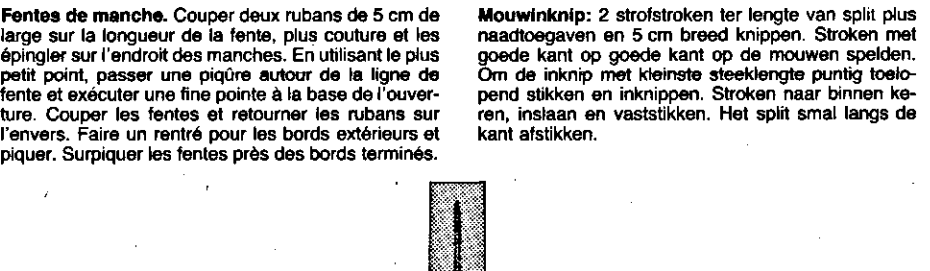 Fentes de manche. Couper deux rubans de 5 cm de
large sur la longueur de la fente, plus couture et les
épingler sur l'endroit des manches. En utilisant le plus
petit point, passer une piqûre autour de la ligne de
fente et exécuter une fine pointe à la base de l'ouver-
ture. Couper les fentes et retourner les rubans sur
l'envers. Faire un rentré pour les bords extérieurs et
piquer. Surpiquer les fentes près des bords terminés.
Mouwinknip: 2 strofstroken ter lengte van split plus
naadtoegaven en 5 cm breed knippen. Stroken met
goede kant op goede kant op de mouwen spelden.
Om de inknip met kleinste steeklengte puntig toelo-
pend stikken en inknippen. Stroken naar binnen ke-
ren, inslaan en vaststikken. Het split smal langs de
kant afstikken.